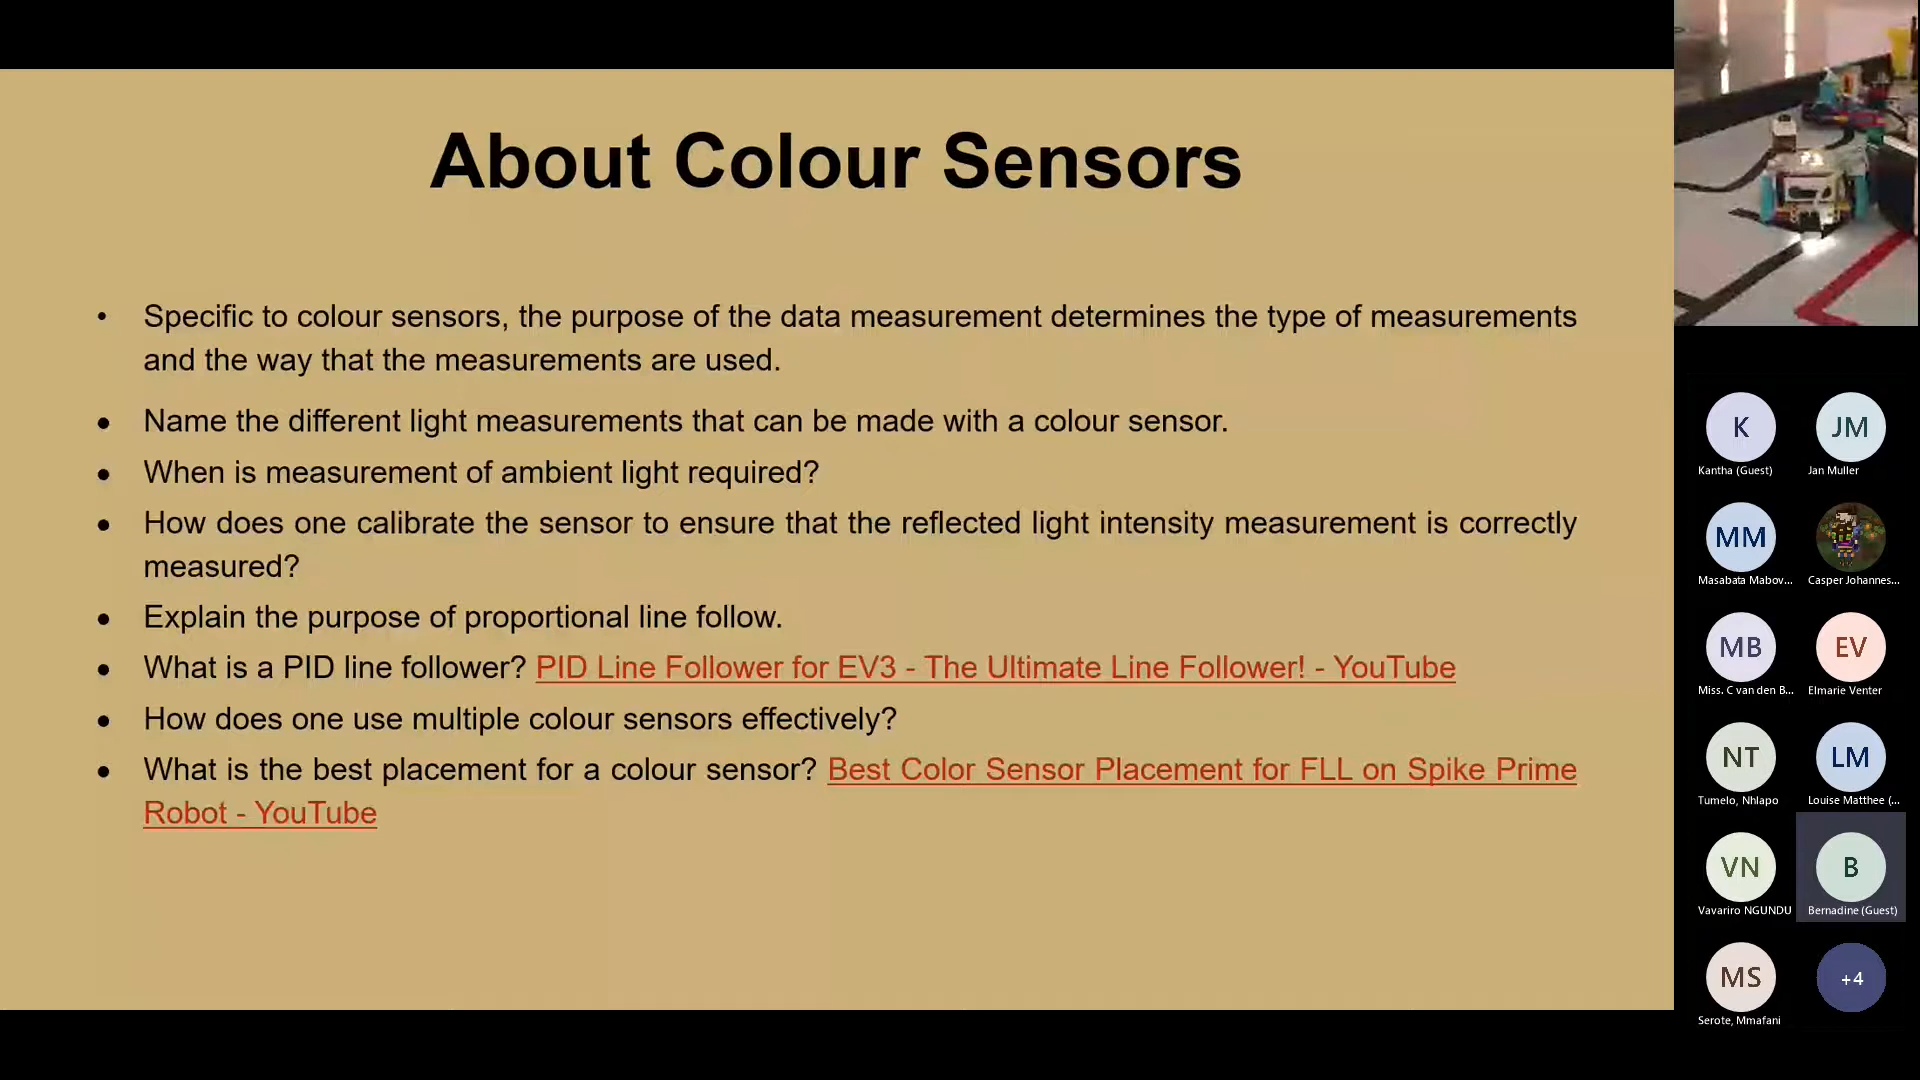 About Colour Sensors
• Specific to colour sensors, the purpose of the data measurement determines the type of measurements
and the way that the measurements are used.
• Name the different light measurements that can be made with a colour sensor.
• When is measurement of ambient light required?
• How does one calibrate the sensor to ensure that the reflected light intensity measurement is correctly
measured?
• Explain the purpose of proportional line follow.
• What is a PID line follower? PID Line Follower for EV3 - The Ultimate Line Follower! - YouTube
• How does one use multiple colour sensors effectively?
• What is the best placement for a colour sensor? Best Color Sensor Placement for FLL on Spike Prime
Robot - YouTube
K
Kantha (Guest)
JM
Jan Muller
MM
Masabata Mabov...
Casper Johannes...
MB
Miss. C van den B...
EV
Elmarie Venter
NT
Tumelo, Nhlapo
LM
Louise Matthee (...
VN
Vavariro NGUNDU
B
Bernadine (Guest)
MS
Serote, Mmafani
+4